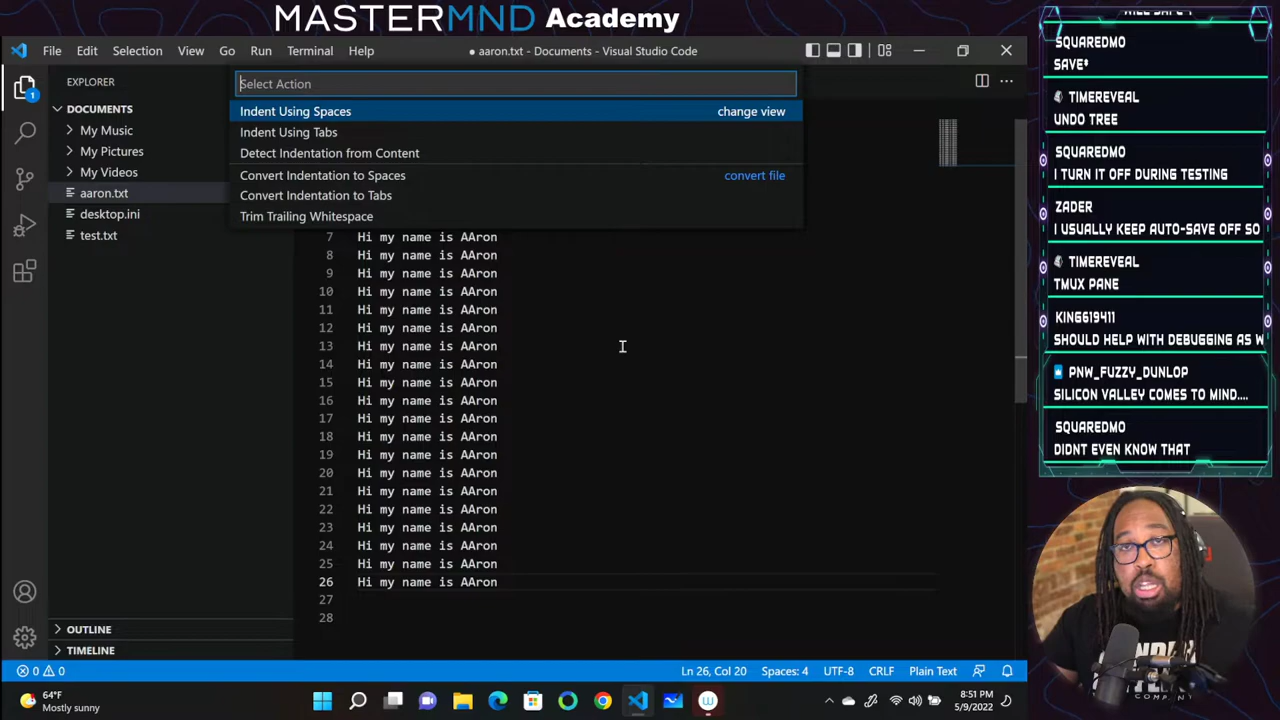 MASTERMND Academy
File Edit Selection View Go Run Terminal Help
● aaron.txt - Documents - Visual Studio Code
EXPLORER
DOCUMENTS
My Music
My Pictures
My Videos
aaron.txt
desktop.ini
test.txt
OUTLINE
TIMELINE
1
Select Action
Indent Using Spaces change view
Indent Using Tabs
Detect Indentation from Content
Convert Indentation to Spaces convert file
Convert Indentation to Tabs
Trim Trailing Whitespace
7 Hi my name is AAron
8 Hi my name is AAron
9 Hi my name is AAron
10 Hi my name is AAron
11 Hi my name is AAron
12 Hi my name is AAron
13 Hi my name is AAron
14 Hi my name is AAron
15 Hi my name is AAron
16 Hi my name is AAron
17 Hi my name is AAron
18 Hi my name is AAron
19 Hi my name is AAron
20 Hi my name is AAron
21 Hi my name is AAron
22 Hi my name is AAron
23 Hi my name is AAron
24 Hi my name is AAron
25 Hi my name is AAron
26 Hi my name is AAron
27
28
0 0 Ln 26, Col 20 Spaces: 4 UTF-8 CRLF Plain Text
64°F
Mostly sunny
8:51 PM
5/9/2022
SQUAREDMO
SAVE*
TIMEREVEAL
UNDO TREE
SQUAREDMO
I TURN IT OFF DURING TESTING
ZADER
I USUALLY KEEP AUTO-SAVE OFF SO
TIMEREVEAL
TMUX PANE
KING619411
SHOULD HELP WITH DEBUGGING AS W
PNW_FUZZY_DUNLOP
SILICON VALLEY COMES TO MIND....
SQUAREDMO
DIDNT EVEN KNOW THAT
COMPANY